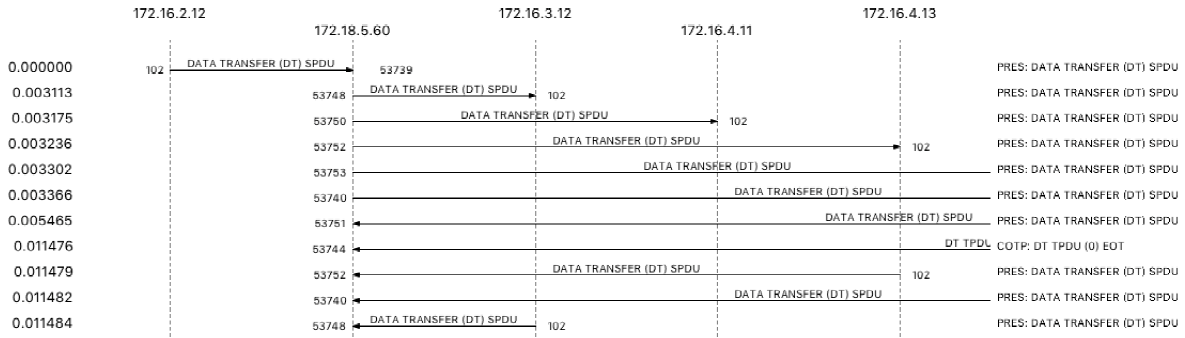 172.16.2.12 172.16.3.12 172.16.4.13
172.18.5.60 172.16.4.11
0.000000 102 DATA TRANSFER (DT) SPDU 53739 PRES: DATA TRANSFER (DT) SPDU
0.003113 53748 DATA TRANSFER (DT) SPDU 102 PRES: DATA TRANSFER (DT) SPDU
0.003175 53750 DATA TRANSFER (DT) SPDU 102 PRES: DATA TRANSFER (DT) SPDU
0.003236 53752 DATA TRANSFER (DT) SPDU 102 PRES: DATA TRANSFER (DT) SPDU
0.003302 53753 DATA TRANSFER (DT) SPDU PRES: DATA TRANSFER (DT) SPDU
0.003366 53740 DATA TRANSFER (DT) SPDU PRES: DATA TRANSFER (DT) SPDU
0.005465 53751 DATA TRANSFER (DT) SPDU PRES: DATA TRANSFER (DT) SPDU
0.011476 53744 DT TPDU COTP: DT TPDU (0) EOT
0.011479 53752 DATA TRANSFER (DT) SPDU 102 PRES: DATA TRANSFER (DT) SPDU
0.011482 53740 DATA TRANSFER (DT) SPDU PRES: DATA TRANSFER (DT) SPDU
0.011484 53748 DATA TRANSFER (DT) SPDU 102 PRES: DATA TRANSFER (DT) SPDU